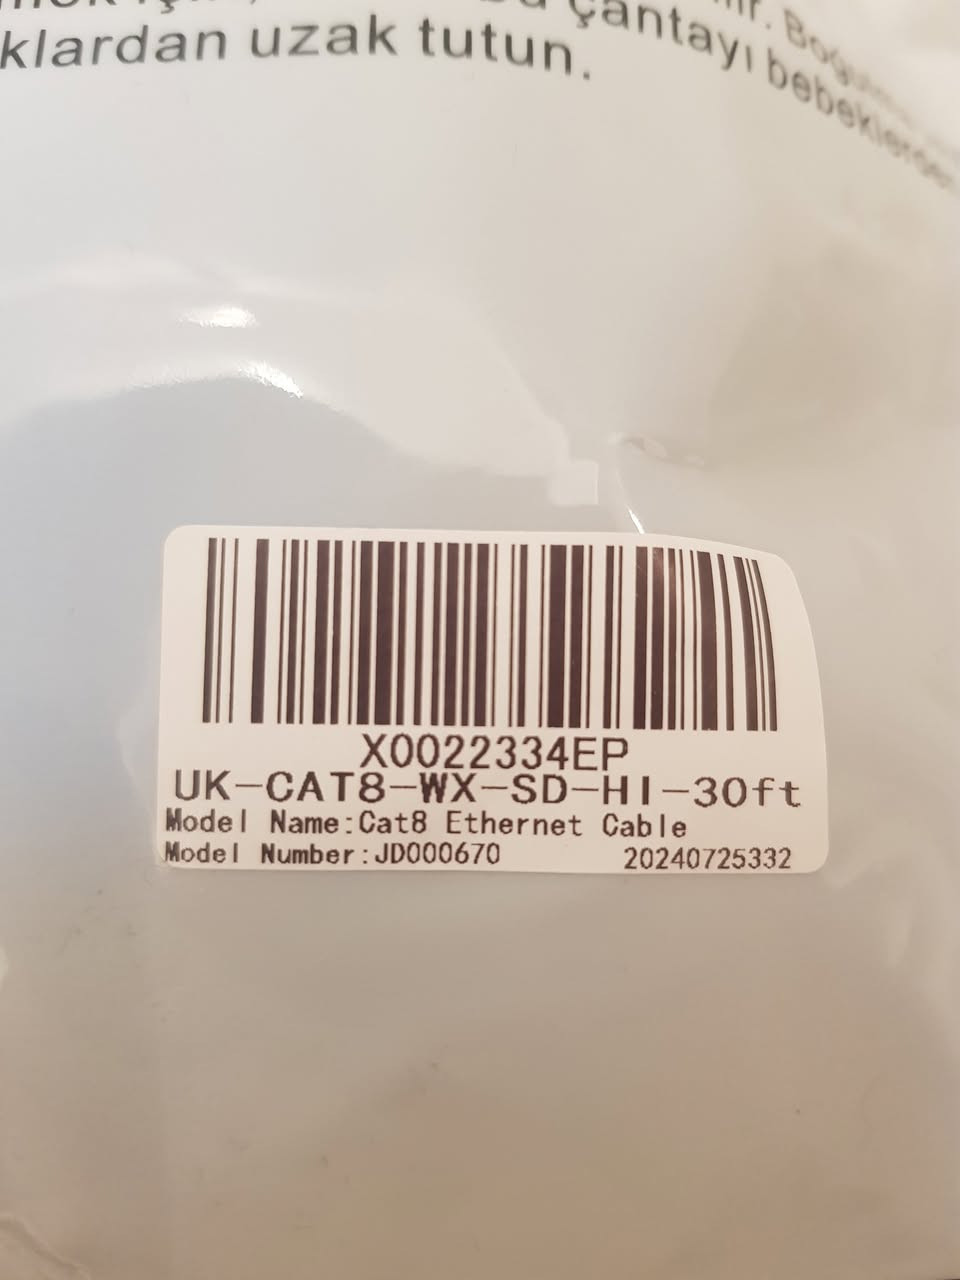 bu çantayı bebeklerden
klardan uzak tutun.
X0022334EP
UK-CAT8-WX-SD-HI-30ft
Model Name:Cat8 Ethernet Cable
Model Number:JD000670 20240725332